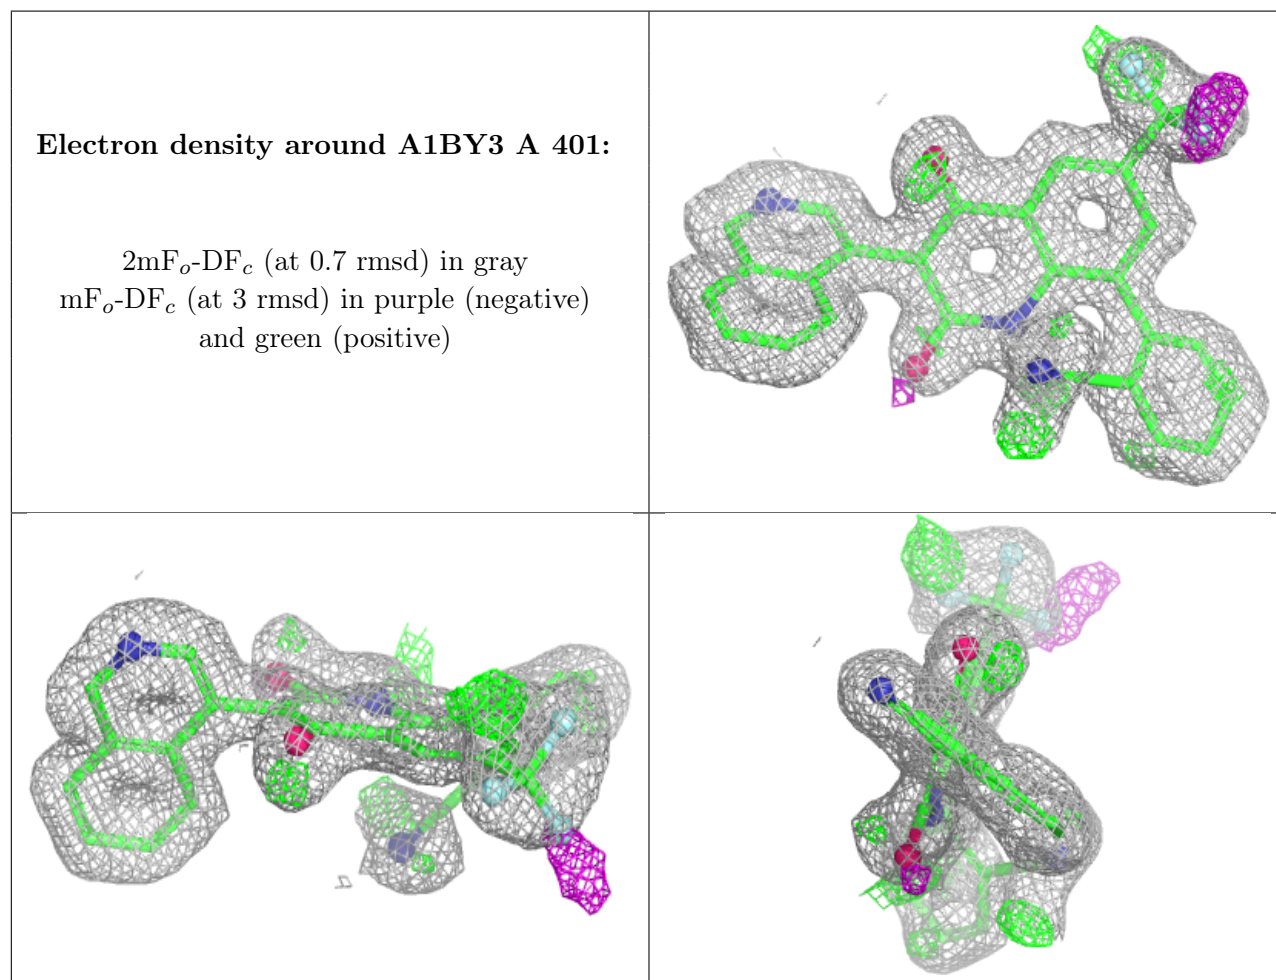 Electron density around A1BY3 A 401:
2mFo-DFc (at 0.7 rmsd) in gray
mFo-DFc (at 3 rmsd) in purple (negative)
and green (positive)